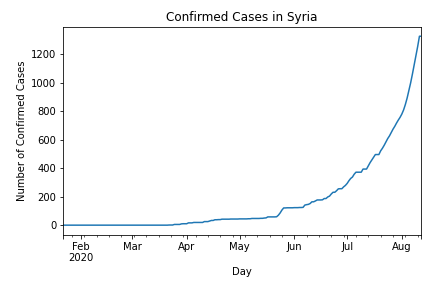 Confirmed Cases in Syria
Number of Confirmed Cases
1200
1000
800
600
400
200
0
Feb Mar Apr May Jun Jul Aug
2020
Day